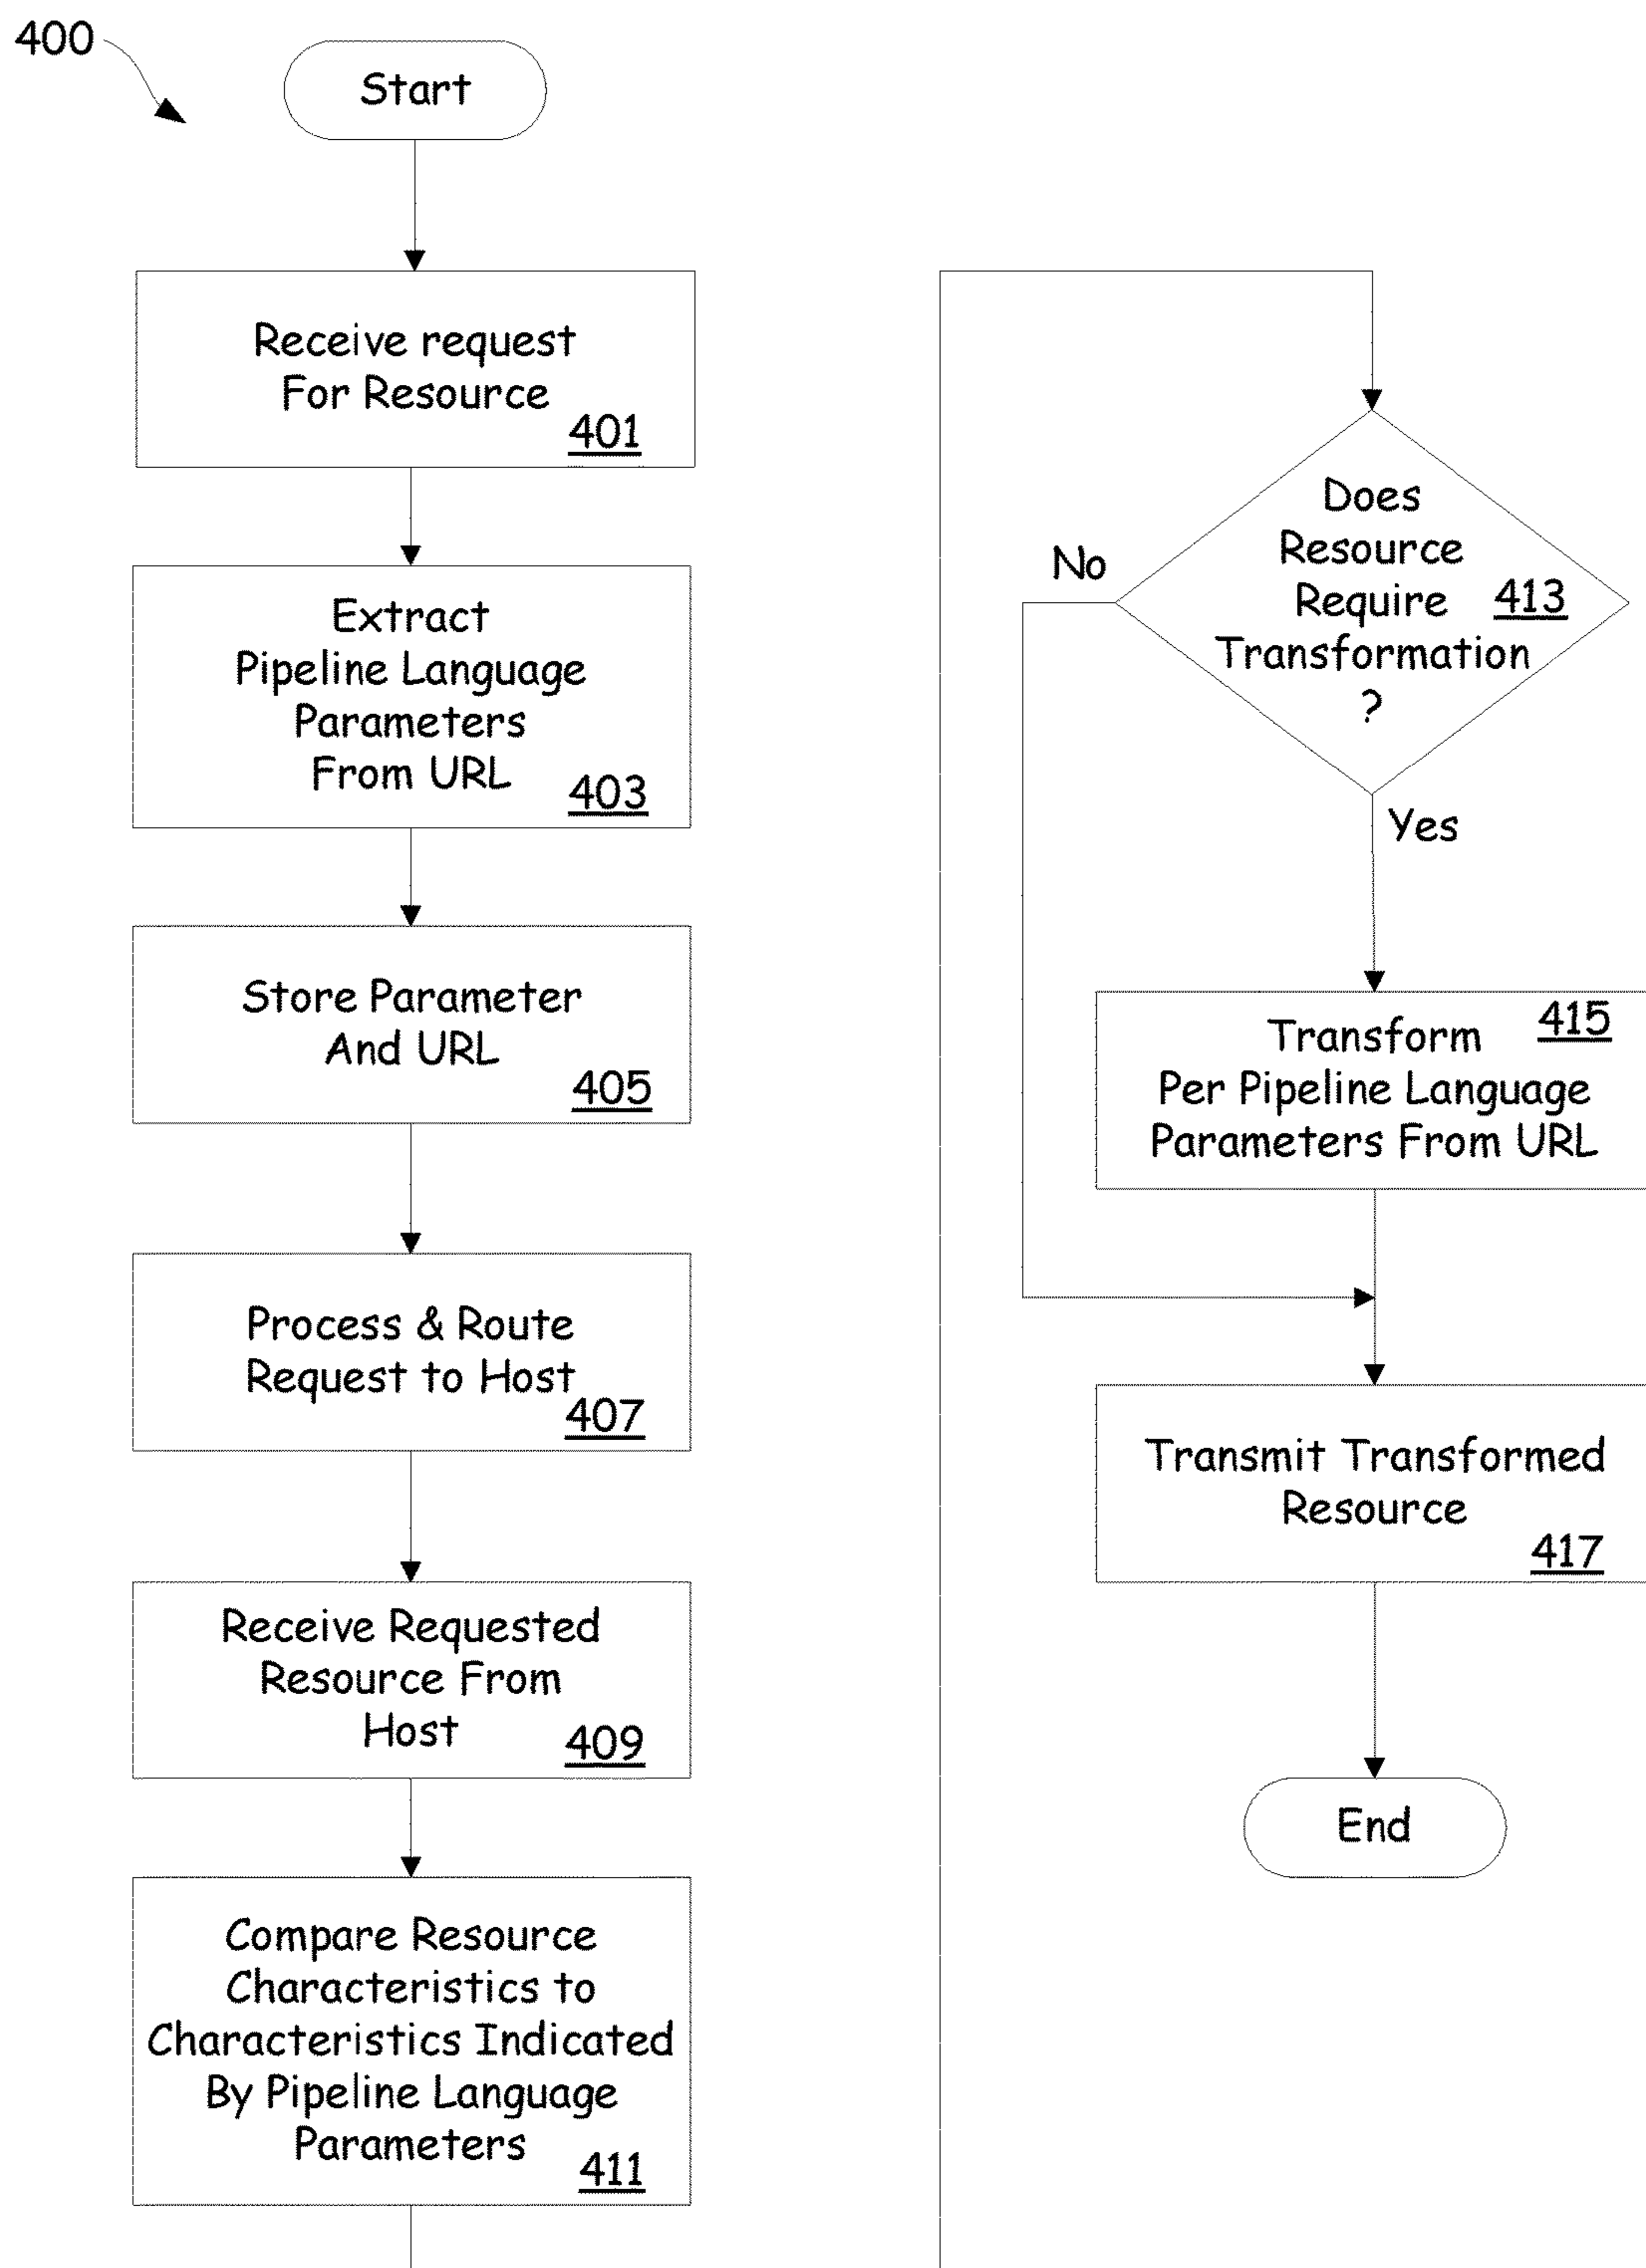 400
Start
Receive request
For Resource
401
Extract
Pipeline Language
Parameters
From URL
403
Store Parameter
And URL
405
Process & Route
Request to Host
407
Receive Requested
Resource From
Host
409
Compare Resource
Characteristics to
Characteristics Indicated
By Pipeline Language
Parameters
411
Does
Resource
Require
413
Transformation
?
No
Yes
415
Transform
Per Pipeline Language
Parameters From URL
Transmit Transformed
Resource
417
End